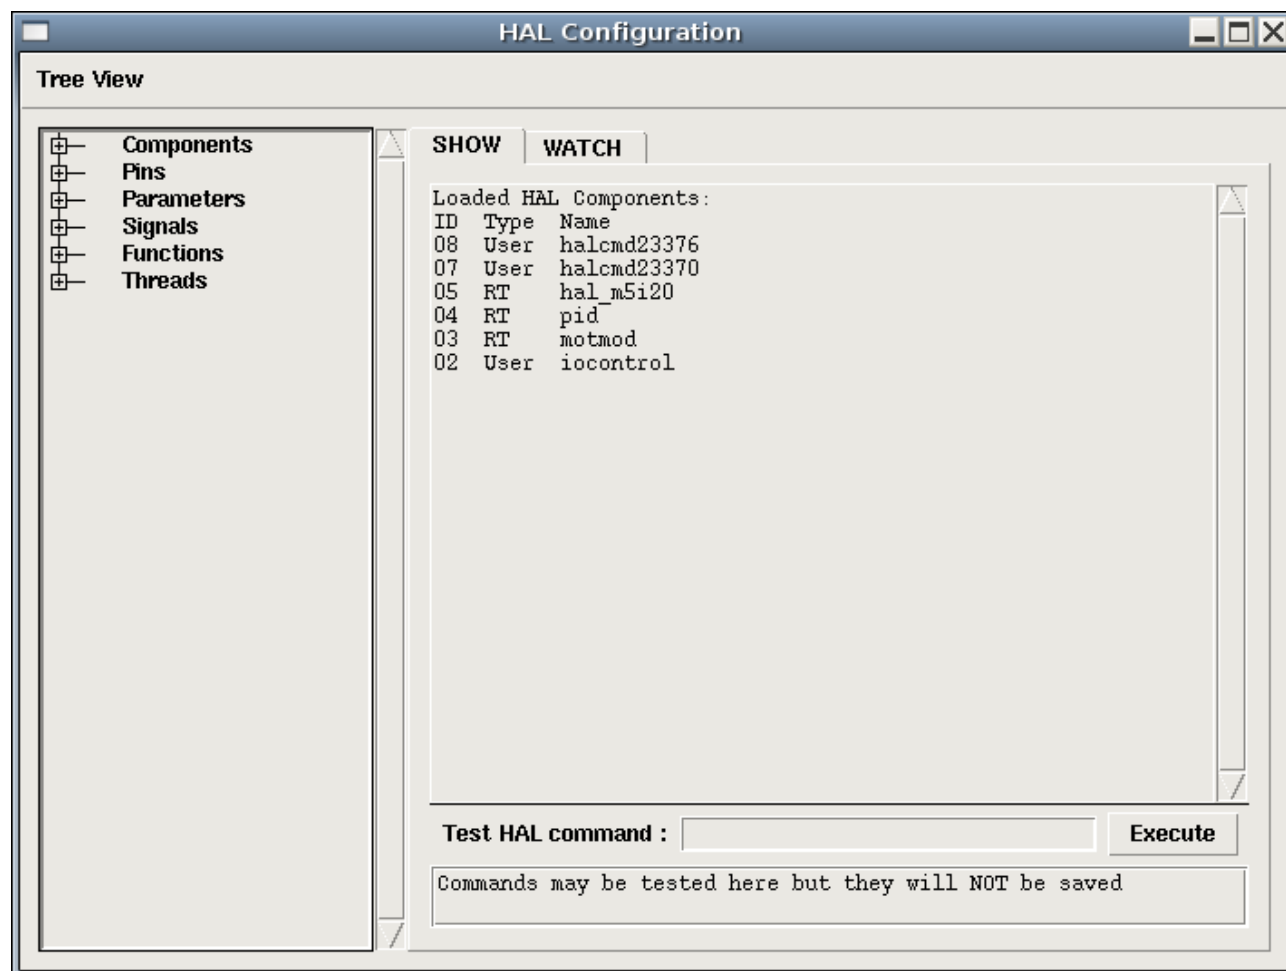 HAL Configuration
Tree View
Components
Pins
Parameters
Signals
Functions
Threads
SHOW WATCH
Loaded HAL Components:
ID Type Name
08 User halcmd23376
07 User halcmd23370
05 RT hal_m5i20
04 RT pid
03 RT motmod
02 User iocontrol
Test HAL command : Execute
Commands may be tested here but they will NOT be saved